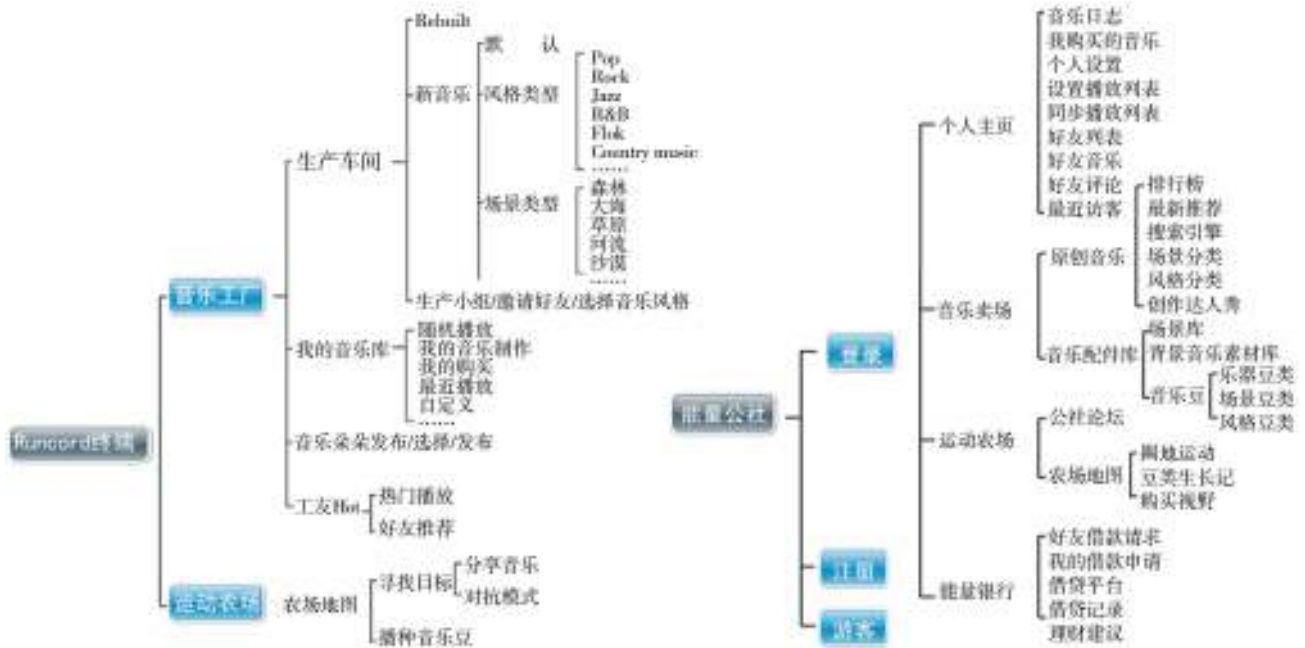 Runcord终端
音乐工厂
生产车间
Rebuilt
新音乐
默 认
风格类型
Pop
Rock
Jazz
R&B
Flok
Country music
......
场景类型
森林
大海
草原
河流
沙漠
......
生产小组/邀请好友/选择音乐风格
我的音乐库
随机播放
我的音乐制作
我的购买
最近播放
自定义
......
音乐朵朵发布/选择/发布
工友Hot
热门播放
好友推荐
运动农场
农场地图
寻找目标
分享音乐
对抗模式
播种音乐豆
能量公社
登录
个人主页
音乐日志
我购买的音乐
个人设置
设置播放列表
同步播放列表
好友列表
好友音乐
好友评论
最近访客
音乐卖场
原创音乐
排行榜
最新推荐
搜索引擎
场景分类
风格分类
创作达人秀
音乐配件库
场景库
背景音乐素材库
音乐豆
乐器豆类
场景豆类
风格豆类
运动农场
公社论坛
农场地图
圈地运动
豆类生长记
购买视野
能量银行
好友借款请求
我的借款申请
借贷平台
借贷记录
理财建议
注册
游客